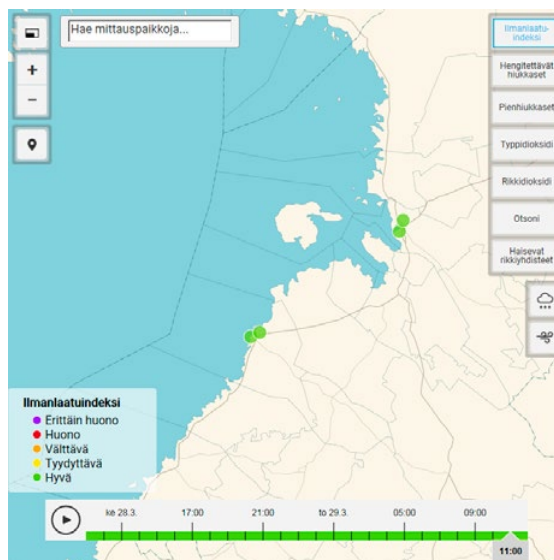 Hae mittauspaikkoja...
+
−
Ilmanlaatu-
indeksi
Hengitettävät
hiukkaset
Pienhiukkaset
Typpidioksidi
Rikkidioksidi
Otsoni
Haisevat
rikkiyhdisteet
Ilmanlaatuindeksi
Erittäin huono
Huono
Välttävä
Tyydyttävä
Hyvä
ke 28.3. 17:00 21:00 to 29.3. 05:00 09:00
11:00